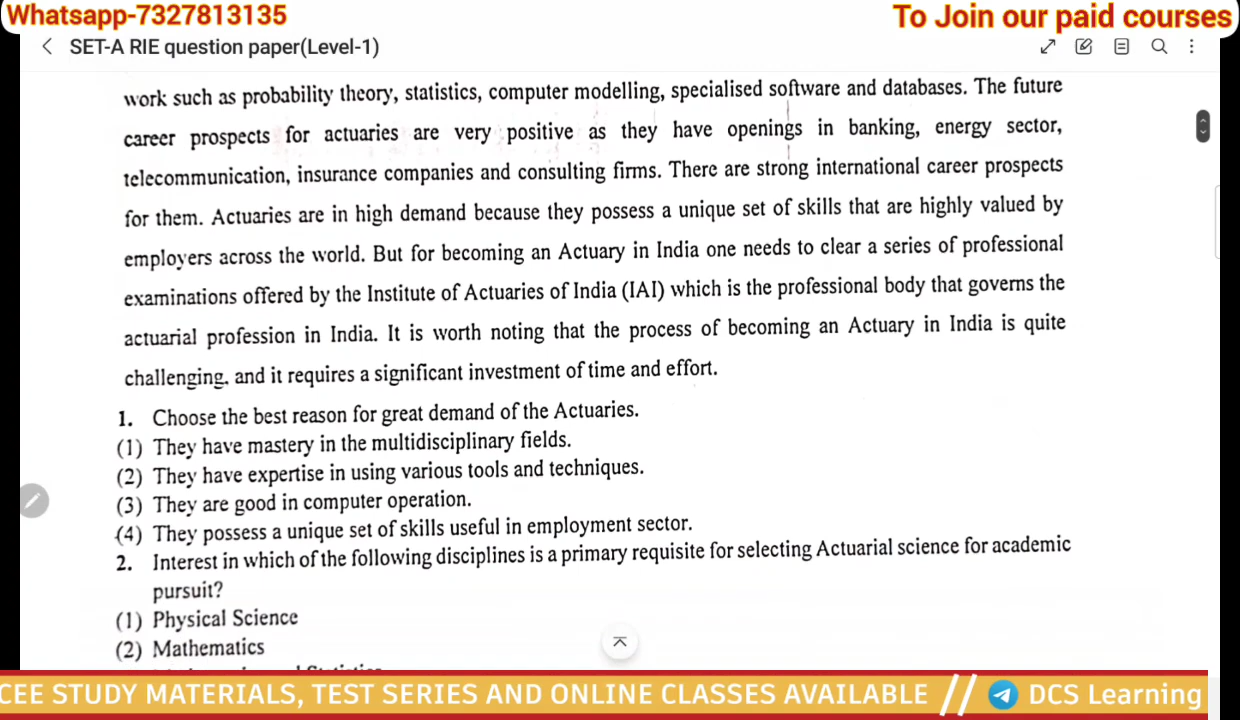 Whatsapp-7327813135
To Join our paid courses
SET-A RIE question paper(Level-1)
work such as probability theory, statistics, computer modelling, specialised software and databases. The future
career prospects for actuaries are very positive as they have openings in banking, energy sector,
telecommunication, insurance companies and consulting firms. There are strong international career prospects
for them. Actuaries are in high demand because they possess a unique set of skills that are highly valued by
employers across the world. But for becoming an Actuary in India one needs to clear a series of professional
examinations offered by the Institute of Actuaries of India (IAI) which is the professional body that governs the
actuarial profession in India. It is worth noting that the process of becoming an Actuary in India is quite
challenging, and it requires a significant investment of time and effort.
1. Choose the best reason for great demand of the Actuaries.
(1) They have mastery in the multidisciplinary fields.
(2) They have expertise in using various tools and techniques.
(3) They are good in computer operation.
(4) They possess a unique set of skills useful in employment sector.
2. Interest in which of the following disciplines is a primary requisite for selecting Actuarial science for academic
pursuit?
(1) Physical Science
(2) Mathematics
CEE STUDY MATERIALS, TEST SERIES AND ONLINE CLASSES AVAILABLE // DCS Learning